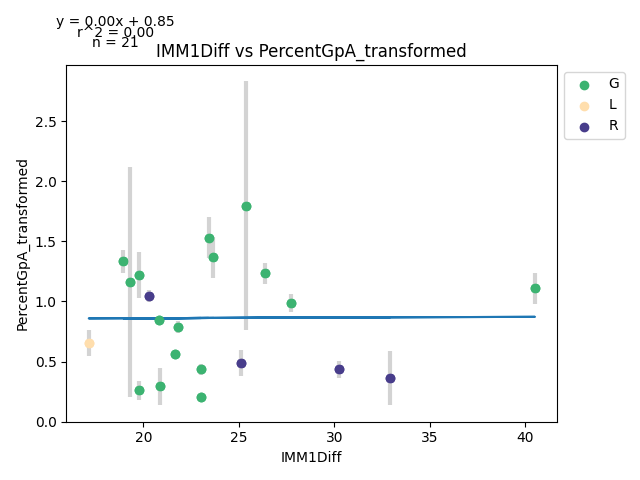 y = 0.00x + 0.85
r^2 = 0.00
n = 21
IMM1Diff vs PercentGpA_transformed
G
L
R
2.5
2.0
1.5
1.0
0.5
0.0
PercentGpA_transformed
20
25
30
35
40
IMM1Diff